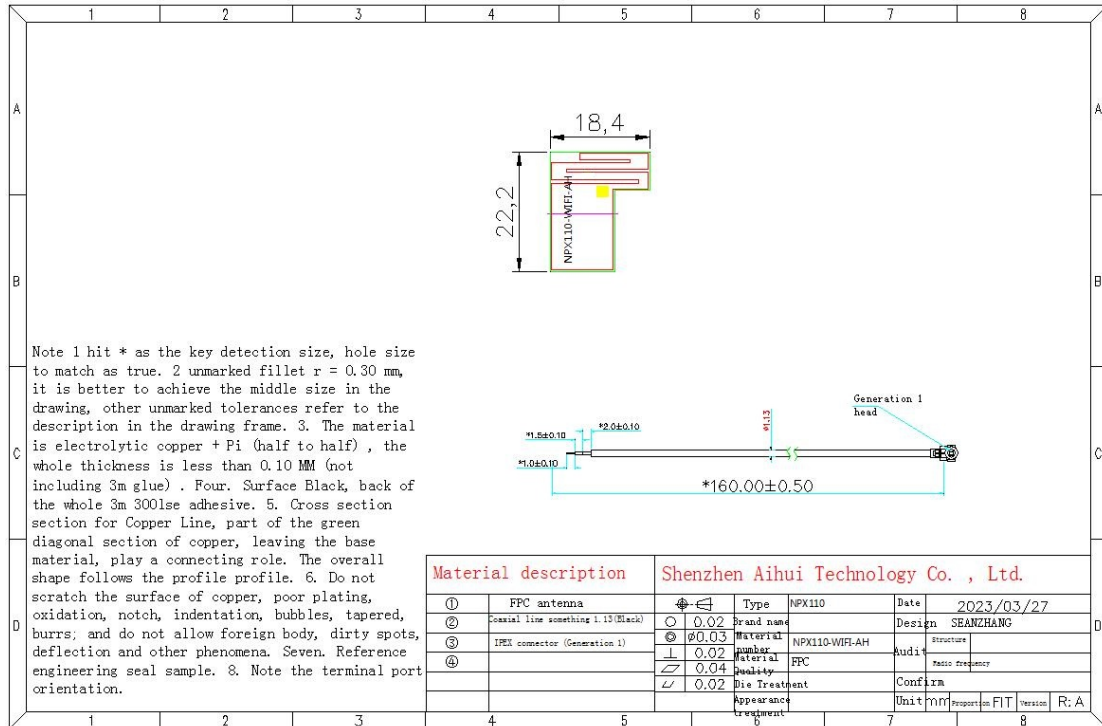 1 2 3 4 5 6 7 8
A
A
18,4
22,2
NPX110-WIFI-AH
B
B
Note 1 hit * as the key detection size, hole size
to match as true. 2 unmarked fillet r = 0.30 mm,
it is better to achieve the middle size in the
drawing, other unmarked tolerances refer to the
description in the drawing frame. 3. The material
is electrolytic copper + Pi (half to half) , the
whole thickness is less than 0.10 MM (not
including 3m glue) . Four. Surface Black, back of
the whole 3m 300lse adhesive. 5. Cross section
section for Copper Line, part of the green
diagonal section of copper, leaving the base
material, play a connecting role. The overall
shape follows the profile profile. 6. Do not
scratch the surface of copper, poor plating,
oxidation, notch, indentation, bubbles, tapered,
burrs; and do not allow foreign body, dirty spots,
deflection and other phenomena. Seven. Reference
engineering seal sample. 8. Note the terminal port
orientation.
Generation 1
head
*1.5±0.10
*2.0±0.10
ø1.13
*1.0±0.10
*160.00±0.50
C
C
Material description
① FPC antenna
② Coaxial line something 1.13(Black)
③ IPEX connector (Generation 1)
④
Shenzhen Aihui Technology Co. , Ltd.
Type NPX110 Date 2023/03/27
0.02 Brand name Design SEANZHANG
ø0.03 Material number NPX110-WIFI-AH Audit Structure
0.02 Material Quality FPC Radio frequency
0.04
0.02 Die Treatment Confirm
Appearance treatment Unit mm Proportion FIT Version R:A
D
D
1 2 3 4 5 6 7 8